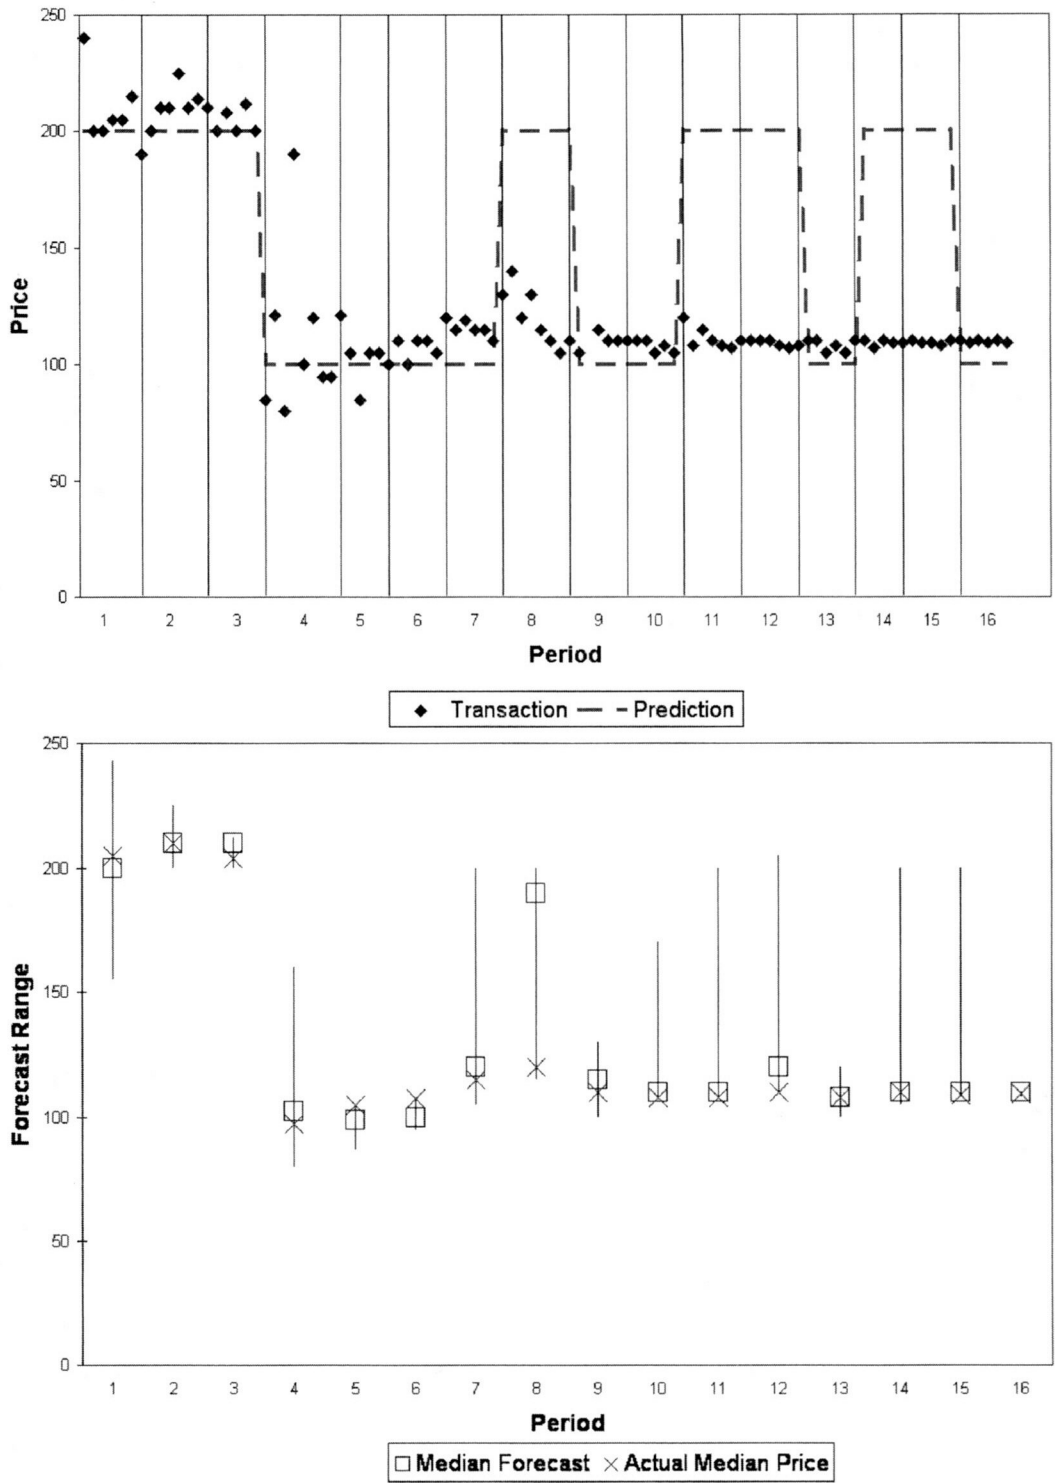 250
200
150
100
50
0
Price
1 2 3 4 5 6 7 8 9 10 11 12 13 14 15 16
Period
Transaction Prediction
250
200
150
100
50
0
Forecast Range
1 2 3 4 5 6 7 8 9 10 11 12 13 14 15 16
Period
Median Forecast Actual Median Price